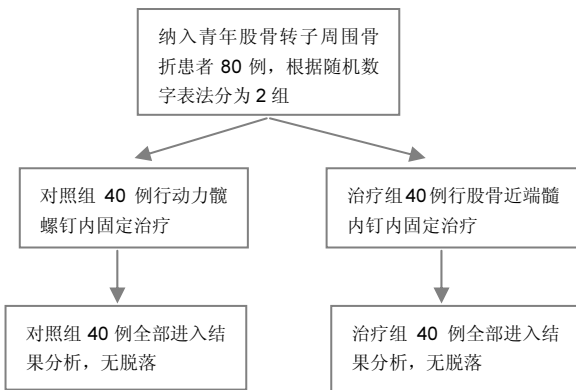 纳入青年股骨转子周围骨
折患者 80 例，根据随机数
字表法分为 2 组
对照组 40 例行动力髋
螺钉内固定治疗
治疗组40例行股骨近端髓
内钉内固定治疗
对照组 40 例全部进入结
果分析，无脱落
治疗组 40 例全部进入结
果分析，无脱落